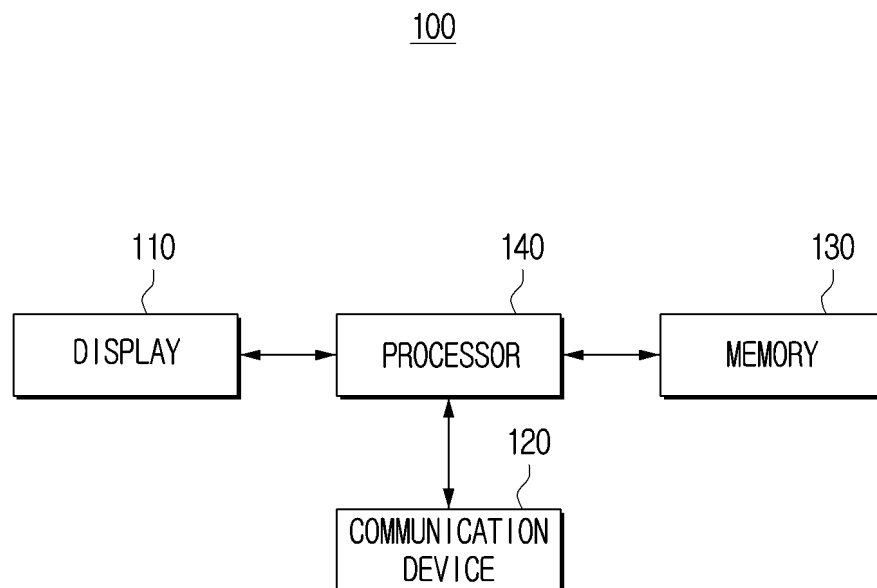 100
110
140
130
DISPLAY
PROCESSOR
MEMORY
120
COMMUNICATION
DEVICE